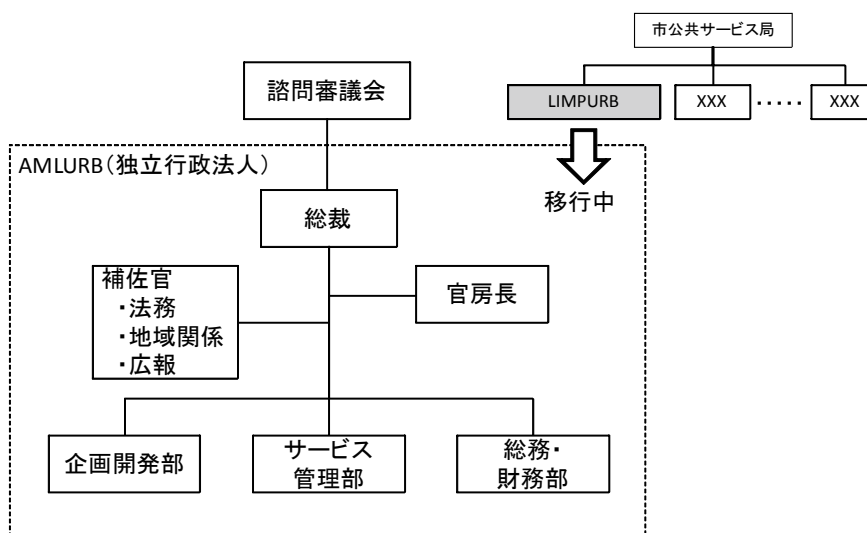 市公共サービス局
諮問審議会
LIMPURB
XXX
・・・・・
XXX
AMLURB（独立行政法人）
移行中
総裁
補佐官
・法務
・地域関係
・広報
官房長
企画開発部
サービス
管理部
総務・
財務部